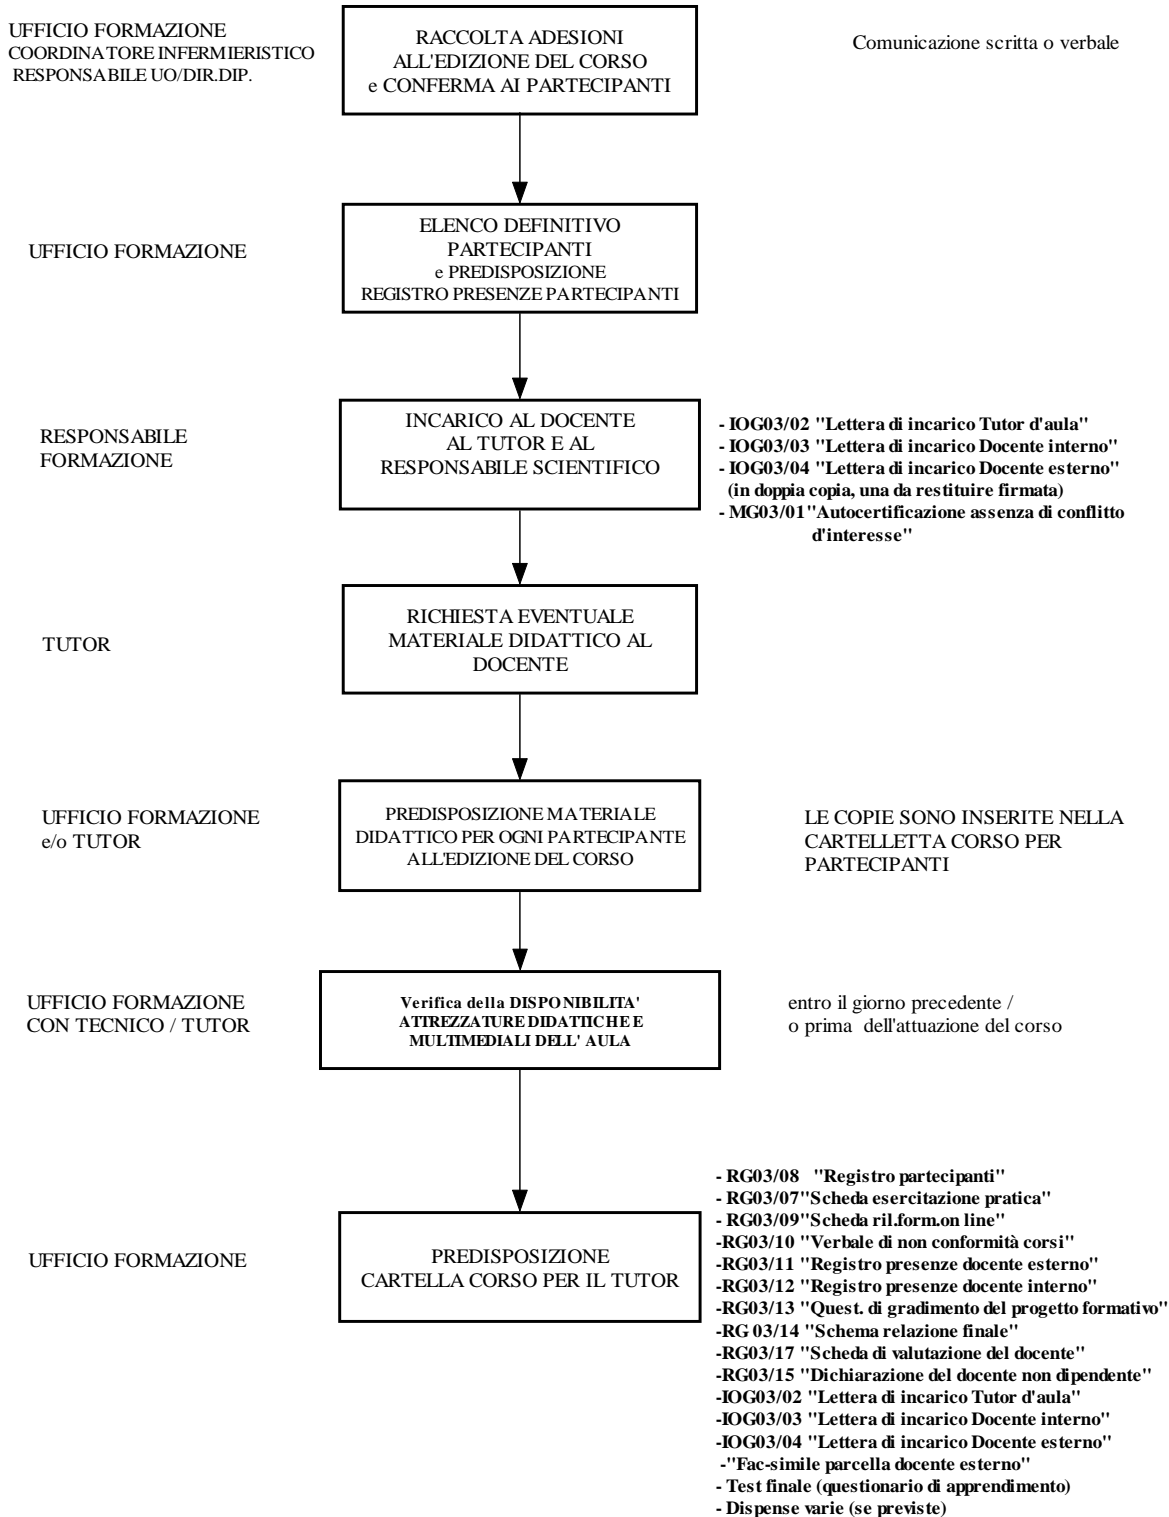 UFFICIO FORMAZIONE
COORDINATORE INFERMIERISTICO
RESPONSABILE UO/DIR.DIP.
RACCOLTA ADESIONI
ALL'EDIZIONE DEL CORSO
e CONFERMA AI PARTECIPANTI
Comunicazione scritta o verbale
UFFICIO FORMAZIONE
ELENCO DEFINITIVO
PARTECIPANTI
e PREDISPOSIZIONE
REGISTRO PRESENZE PARTECIPANTI
RESPONSABILE
FORMAZIONE
INCARICO AL DOCENTE
AL TUTOR E AL
RESPONSABILE SCIENTIFICO
- IOG03/02 "Lettera di incarico Tutor d'aula"
- IOG03/03 "Lettera di incarico Docente interno"
- IOG03/04 "Lettera di incarico Docente esterno"
(in doppia copia, una da restituire firmata)
- MG03/01"Autocertificazione assenza di conflitto
d'interesse"
TUTOR
RICHIESTA EVENTUALE
MATERIALE DIDATTICO AL
DOCENTE
UFFICIO FORMAZIONE
e/o TUTOR
PREDISPOSIZIONE MATERIALE
DIDATTICO PER OGNI PARTECIPANTE
ALL'EDIZIONE DEL CORSO
LE COPIE SONO INSERITE NELLA
CARTELLETTA CORSO PER
PARTECIPANTI
UFFICIO FORMAZIONE
CON TECNICO / TUTOR
Verifica della DISPONIBILITA'
ATTREZZATURE DIDATTICHE E
MULTIMEDIALI DELL' AULA
entro il giorno precedente /
o prima dell'attuazione del corso
UFFICIO FORMAZIONE
PREDISPOSIZIONE
CARTELLA CORSO PER IL TUTOR
- RG03/08 "Registro partecipanti"
- RG03/07"Scheda esercitazione pratica"
- RG03/09"Scheda ril.form.on line"
-RG03/10 "Verbale di non conformità corsi"
-RG03/11 "Registro presenze docente esterno"
-RG03/12 "Registro presenze docente interno"
-RG03/13 "Quest. di gradimento del progetto formativo"
-RG 03/14 "Schema relazione finale"
-RG03/17 "Scheda di valutazione del docente"
-RG03/15 "Dichiarazione del docente non dipendente"
-IOG03/02 "Lettera di incarico Tutor d'aula"
-IOG03/03 "Lettera di incarico Docente interno"
-IOG03/04 "Lettera di incarico Docente esterno"
-"Fac-simile parcella docente esterno"
- Test finale (questionario di apprendimento)
- Dispense varie (se previste)